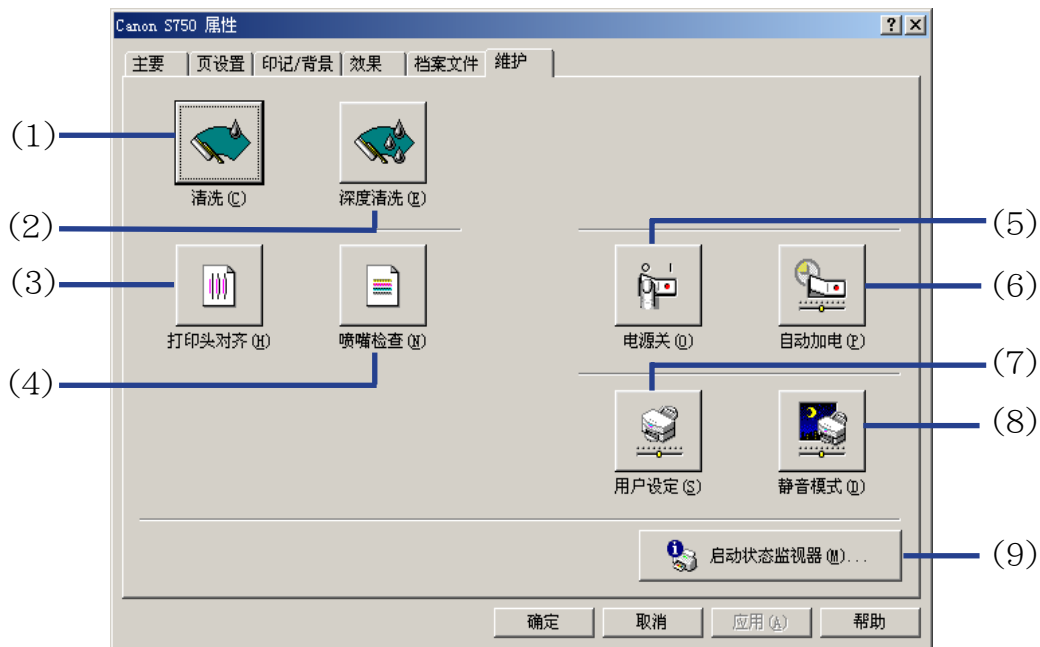 Canon S750 属性
主要 页设置 印记/背景 效果 档案文件 维护
(1)
清洗(C) 深度清洗(E)
(2)
(5)
(3)
(6)
打印头对齐(H) 喷嘴检查(N) 电源关(O) 自动加电(P)
(4)
(7)
(8)
用户设定(S) 静音模式(Q)
启动状态监视器(M)...
(9)
确定 取消 应用(A) 帮助